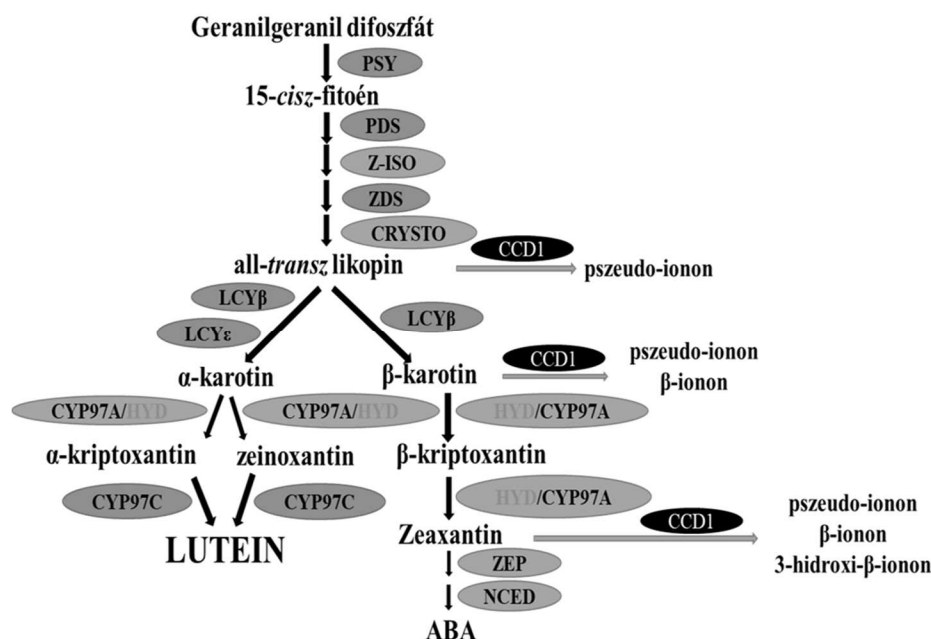 Geranilgeranil difoszfát
PSY
15-cisz-fitoén
PDS
Z-ISO
ZDS
CRYSTO
all-transz likopin
CCD1
pszeudo-ionon
LCYβ
LCYε
LCYβ
α-karotin
β-karotin
CCD1
pszeudo-ionon
β-ionon
CYP97A/HYD
CYP97A/HYD
HYD/CYP97A
α-kriptoxantin
zeinoxantin
β-kriptoxantin
CYP97C
CYP97C
HYD/CYP97A
LUTEIN
Zeaxantin
CCD1
pszeudo-ionon
β-ionon
3-hidroxi-β-ionon
ZEP
NCED
ABA